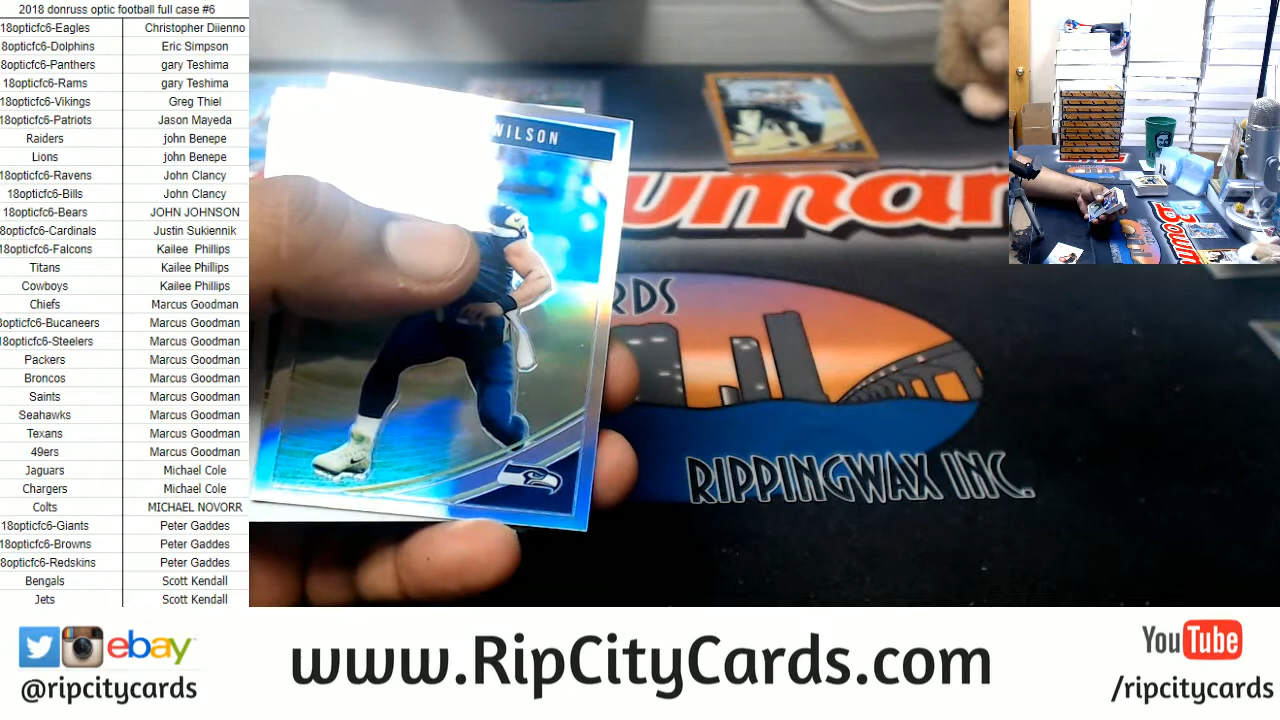 2018 donruss optic football full case #6
18opticfc6-Eagles Christopher Diienno
8opticfc6-Dolphins Eric Simpson
8opticfc6-Panthers gary Teshima
18opticfc6-Rams gary Teshima
18opticfc6-Vikings Greg Thiel
18opticfc6-Patriots Jason Mayeda
Raiders john Benepe
Lions john Benepe
18opticfc6-Ravens John Clancy
18opticfc6-Bills John Clancy
18opticfc6-Bears JOHN JOHNSON
8opticfc6-Cardinals Justin Sukiennik
18opticfc6-Falcons Kailee Phillips
Titans Kailee Phillips
Cowboys Kailee Phillips
Chiefs Marcus Goodman
8opticfc6-Bucaneers Marcus Goodman
18opticfc6-Steelers Marcus Goodman
Packers Marcus Goodman
Broncos Marcus Goodman
Saints Marcus Goodman
Seahawks Marcus Goodman
Texans Marcus Goodman
49ers Marcus Goodman
Jaguars Michael Cole
Chargers Michael Cole
Colts MICHAEL NOVORR
18opticfc6-Giants Peter Gaddes
18opticfc6-Browns Peter Gaddes
8opticfc6-Redskins Peter Gaddes
Bengals Scott Kendall
Jets Scott Kendall
WILSON
owman
RDS
RIPPINGWAX INC.
Bowm
ebay
@ripcitycards
www.RipCityCards.com
YouTube
/ripcitycards